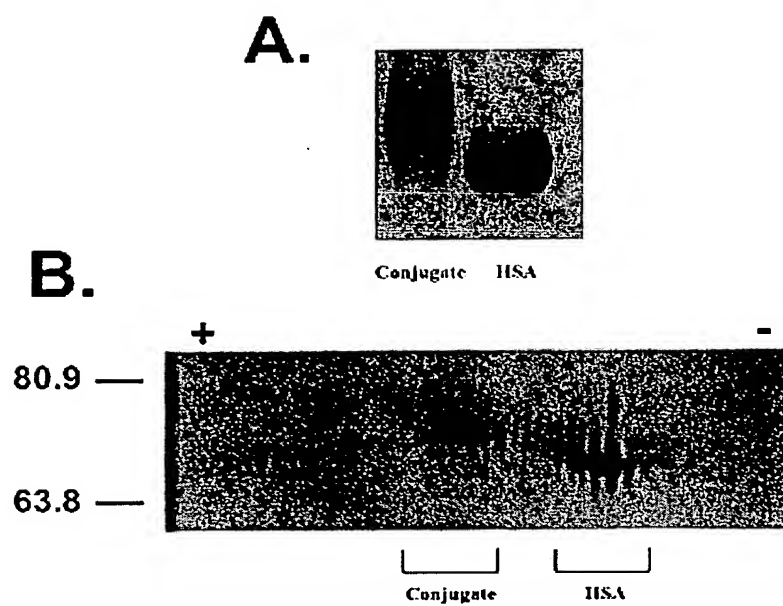 A.
Conjugate HSA
B.
+ -
80.9
63.8
Conjugate HSA